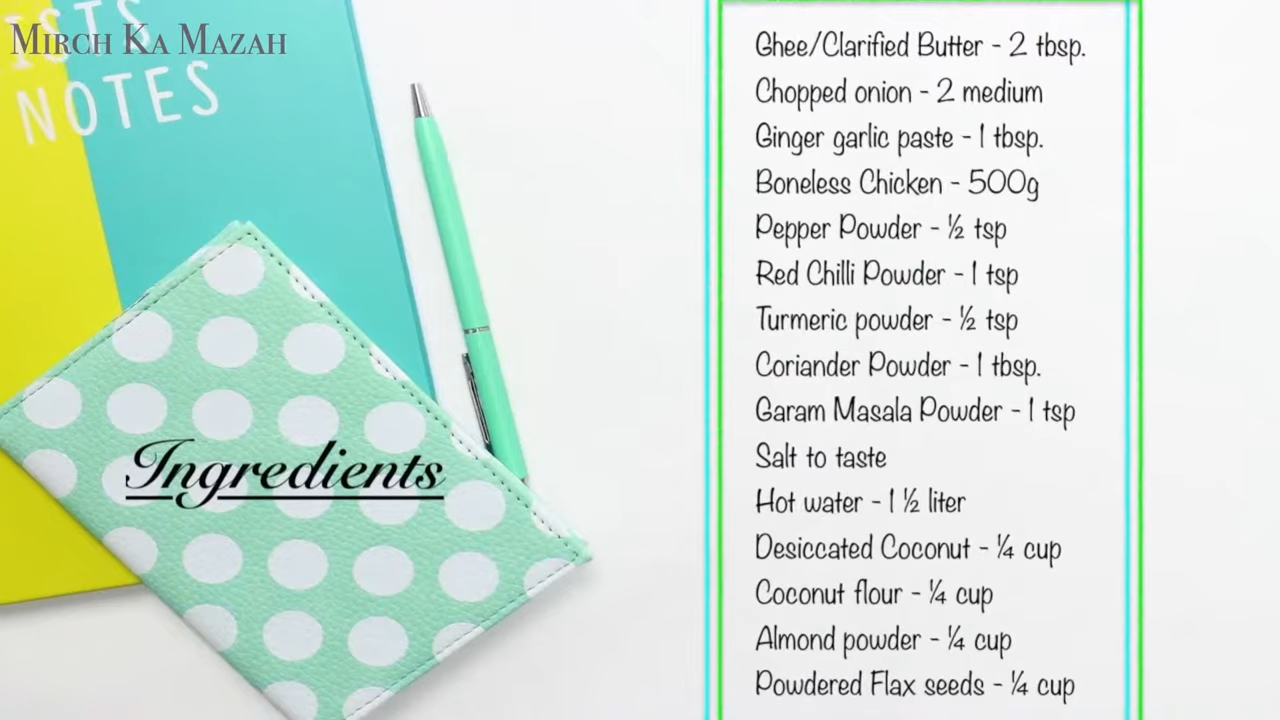 ISTS
MIRCH KA MAZAH
NOTES
Ingredients
Ghee/Clarified Butter - 2 tbsp.
Chopped onion - 2 medium
Ginger garlic paste - 1 tbsp.
Boneless Chicken - 500g
Pepper Powder - ½ tsp
Red Chilli Powder - 1 tsp
Turmeric powder - ½ tsp
Coriander Powder - 1 tbsp.
Garam Masala Powder - 1 tsp
Salt to taste
Hot water - 1 ½ liter
Desiccated Coconut - ¼ cup
Coconut flour - ¼ cup
Almond powder - ¼ cup
Powdered Flax seeds - ¼ cup